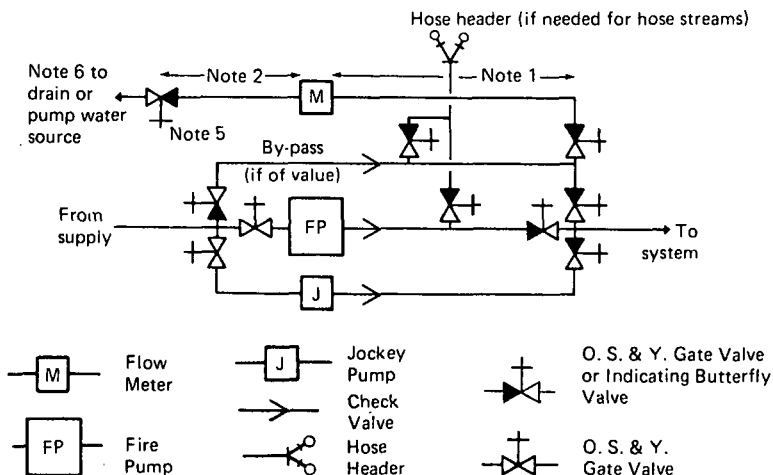 Hose header (if needed for hose streams)
Note 6 to
drain or
pump water
source
Note 2
M
Note 1
Note 5
By-pass
(if of value)
From
supply
FP
To
system
J
M
Flow
Meter
J
Jockey
Pump
Check
Valve
O. S. & Y. Gate Valve
or Indicating Butterfly
Valve
FP
Fire
Pump
Hose
Header
O. S. & Y.
Gate Valve